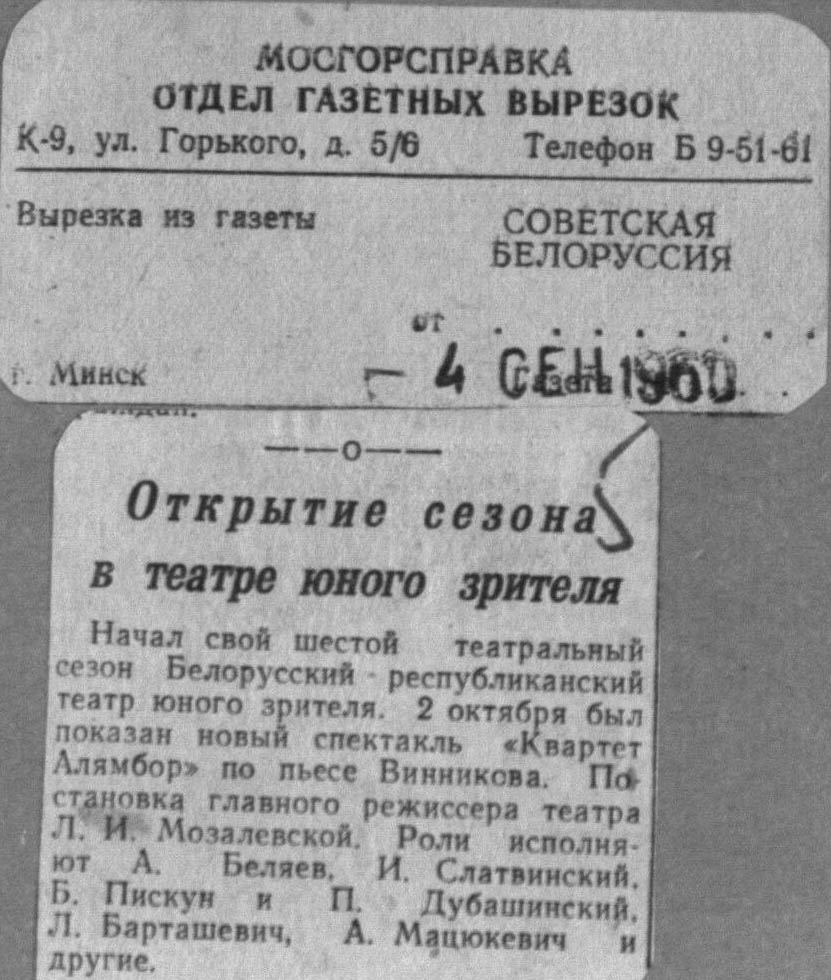 МОСГОРСПРАВКА
ОТДЕЛ ГАЗЕТНЫХ ВЫРЕЗОК
К-9, ул. Горького, д. 5/6 Телефон Б 9-51-61
Вырезка из газеты СОВЕТСКАЯ
БЕЛОРУССИЯ
от . . . . . . . .
г. Минск — 4 СЕН 1960 Газета . .
——о——
Открытие сезона
в театре юного зрителя
Начал свой шестой театральный
сезон Белорусский республиканский
театр юного зрителя. 2 октября был
показан новый спектакль «Квартет
Алямбор» по пьесе Винникова. По-
становка главного режиссера театра
Л. И. Мозалевской. Роли исполня-
ют А. Беляев, И. Слатвинский,
Б. Пискун и П. Дубашинский,
Л. Барташевич, А. Мацюкевич и
другие.